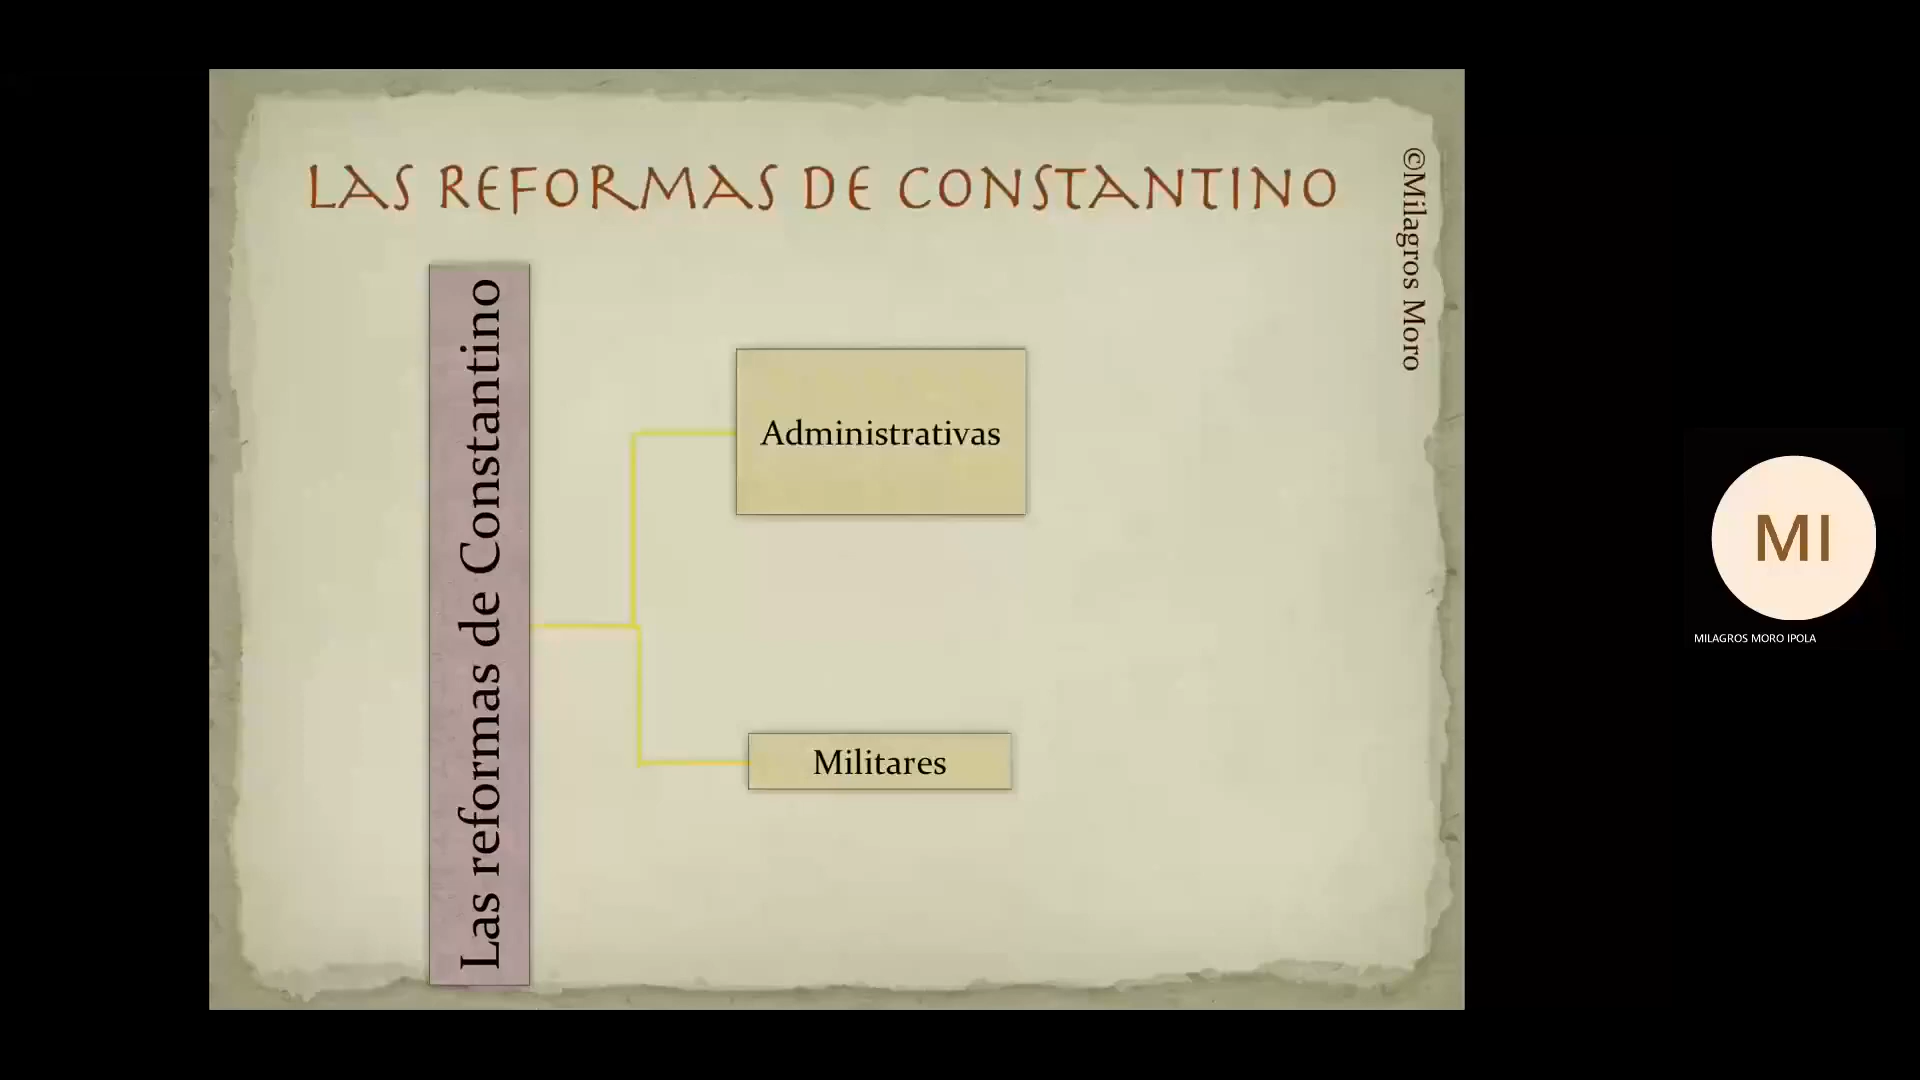 LAS REFORMAS DE CONSTANTINO
©Milagros Moro
Las reformas de Constantino
Administrativas
Militares
MI
MILAGROS MORO IPOLA